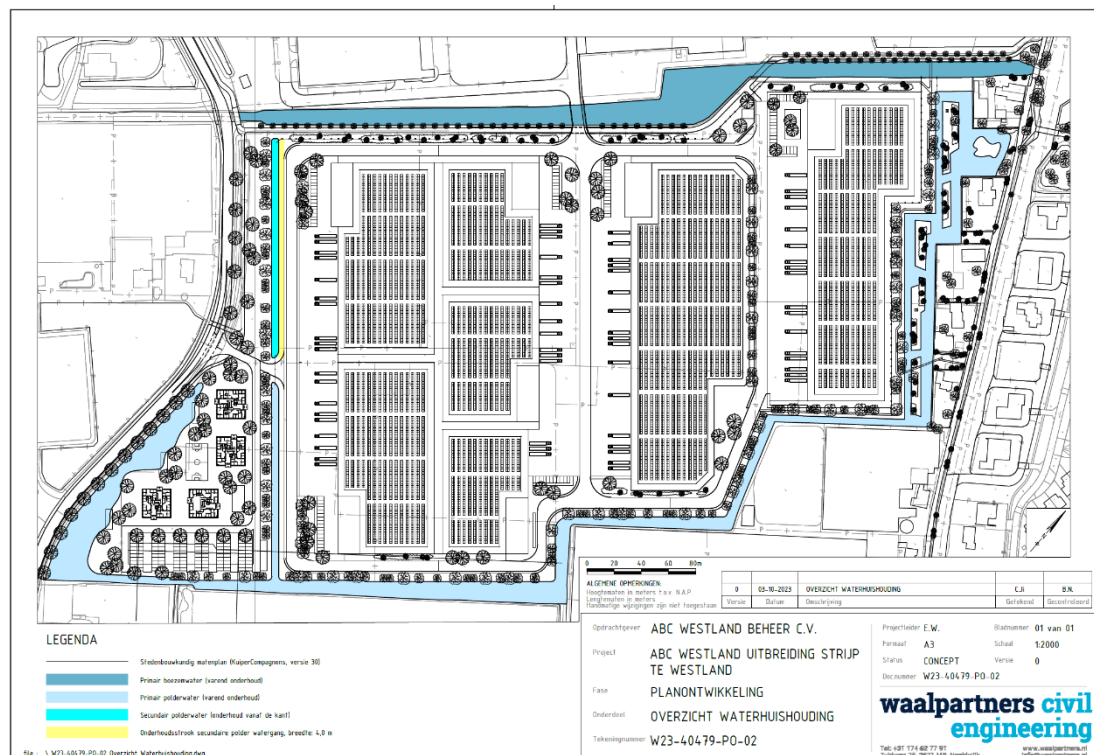 0 20 40 60 80m
ALGEMENE OPMERKINGEN:
Hoogtematen in meters t.o.v. N.A.P.
Lengtematen in meters
Handmatige wijzigingen zijn niet toegestaan
0 03-10-2023 OVERZICHT WATERHUISHOUDING C.Ji B.N.
Versie Datum Omschrijving Getekend Gecontroleerd
Opdrachtgever ABC WESTLAND BEHEER C.V.
Project ABC WESTLAND UITBREIDING STRIJP
TE WESTLAND
Fase PLANONTWIKKELING
Onderdeel OVERZICHT WATERHUISHOUDING
Tekeningnummer W23-40479-PO-02
Projectleider E.W. Bladnummer 01 van 01
Formaat A3 Schaal 1:2000
Status CONCEPT Versie 0
Docnummer W23-40479-PO-02
waalpartners civil
engineering
Tel: +31 174 62 77 91 www.waalpartners.nl
LEGENDA
Stedenbouwkundig matenplan (KuiperCompagnons, versie 30)
Primair boezemwater (varend onderhoud)
Primair polderwater (varend onderhoud)
Secundair polderwater (onderhoud vanaf de kant)
Onderhoudsstrook secundaire polder watergang, breedte: 4,0 m
file : .\ W23-40479-PO-02 Overzicht Waterhuishouding.dwg